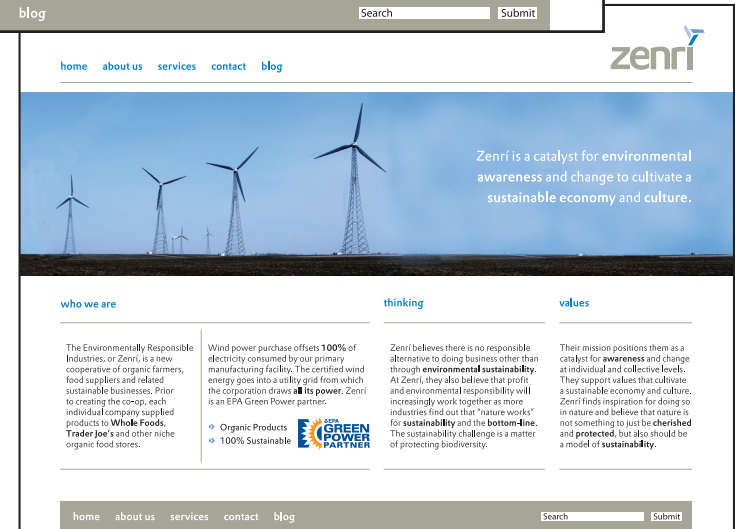 blog Search Submit
zenrí
home about us services contact blog
Zenrí is a catalyst for environmental
awareness and change to cultivate a
sustainable economy and culture.
who we are
The Environmentally Responsible
Industries, or Zenrí, is a new
cooperative of organic farmers,
food suppliers and related
sustainable businesses. Prior
to creating the co-op, each
individual company supplied
products to Whole Foods,
Trader Joe's and other niche
organic food stores.
Wind power purchase offsets 100% of
electricity consumed by our primary
manufacturing facility. The certified wind
energy goes into a utility grid from which
the corporation draws all its power. Zenrí
is an EPA Green Power partner.
Organic Products
100% Sustainable
EPA
GREEN
POWER
PARTNER
thinking
Zenrí believes there is no responsible
alternative to doing business other than
through environmental sustainability.
At Zenrí, they also believe that profit
and environmental responsibility will
increasingly work together as more
industries find out that "nature works"
for sustainability and the bottom-line.
The sustainability challenge is a matter
of protecting biodiversity.
values
Their mission positions them as a
catalyst for awareness and change
at individual and collective levels.
They support values that cultivate
a sustainable economy and culture.
Zenrí finds inspiration for doing so
in nature and believe that nature is
not something to just be cherished
and protected, but also should be
a model of sustainability.
home about us services contact blog Search Submit